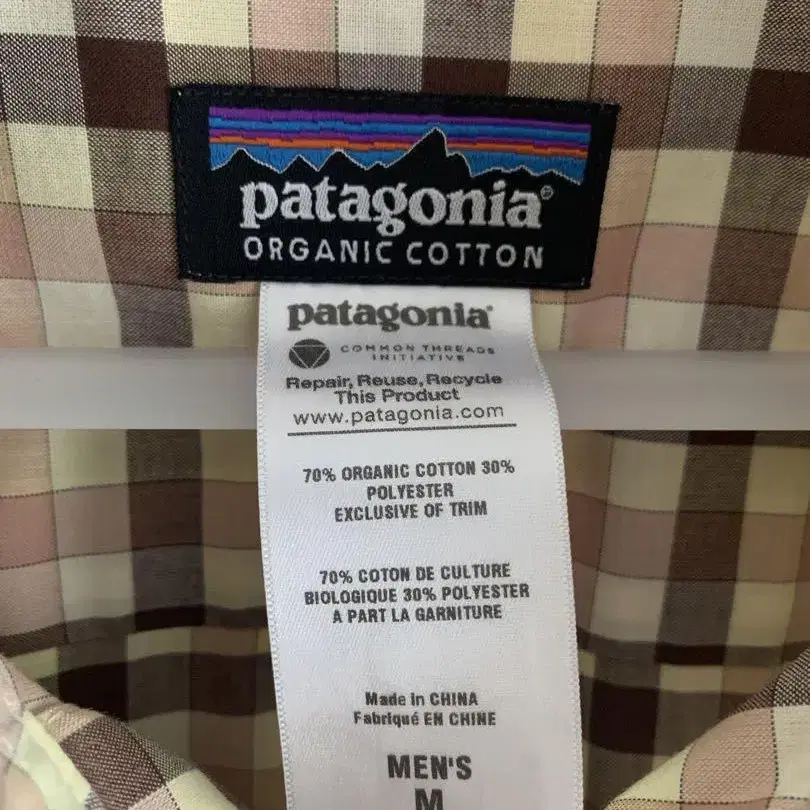 patagonia®
ORGANIC COTTON
patagonia®
COMMON THREADS
INITIATIVE
Repair, Reuse, Recycle
This Product
www.patagonia.com
70% ORGANIC COTTON 30%
POLYESTER
EXCLUSIVE OF TRIM
70% COTON DE CULTURE
BIOLOGIQUE 30% POLYESTER
A PART LA GARNITURE
Made in CHINA
Fabriqué EN CHINE
MEN'S
M